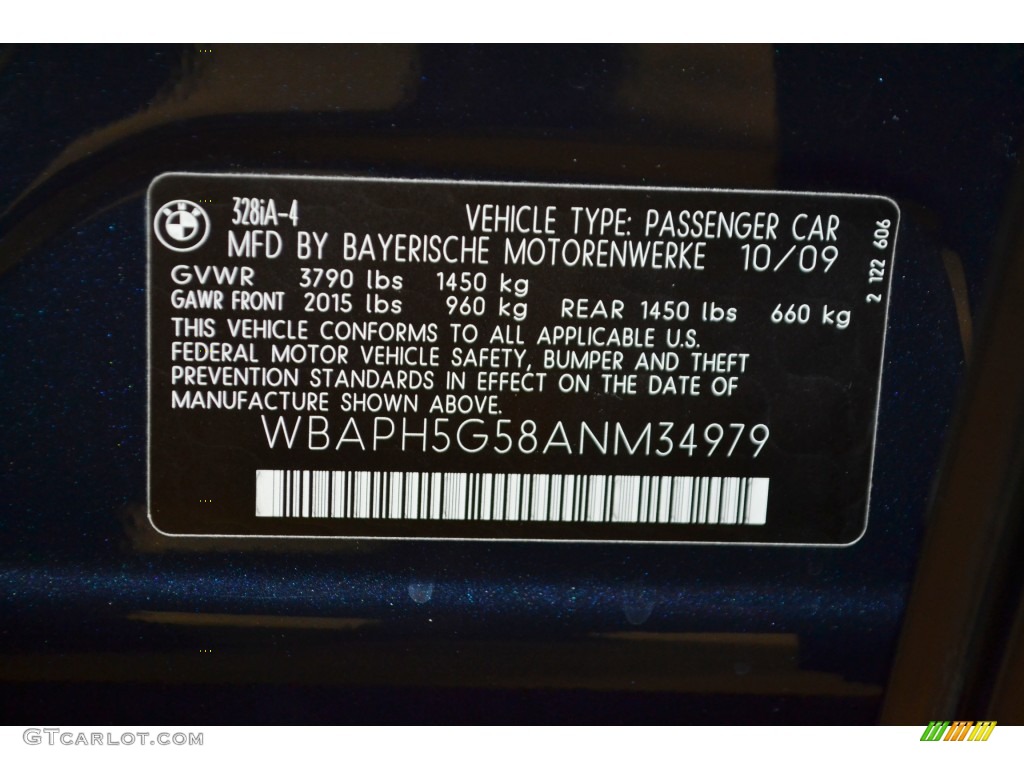 BMW
328iA-4
VEHICLE TYPE: PASSENGER CAR
MFD BY BAYERISCHE MOTORENWERKE 10/09
GVWR 3790 lbs 1450 kg
GAWR FRONT 2015 lbs 960 kg REAR 1450 lbs 660 kg
THIS VEHICLE CONFORMS TO ALL APPLICABLE U.S.
FEDERAL MOTOR VEHICLE SAFETY, BUMPER AND THEFT
PREVENTION STANDARDS IN EFFECT ON THE DATE OF
MANUFACTURE SHOWN ABOVE.
WBAPH5G58ANM34979
2 122 606
GTCARLOT.COM